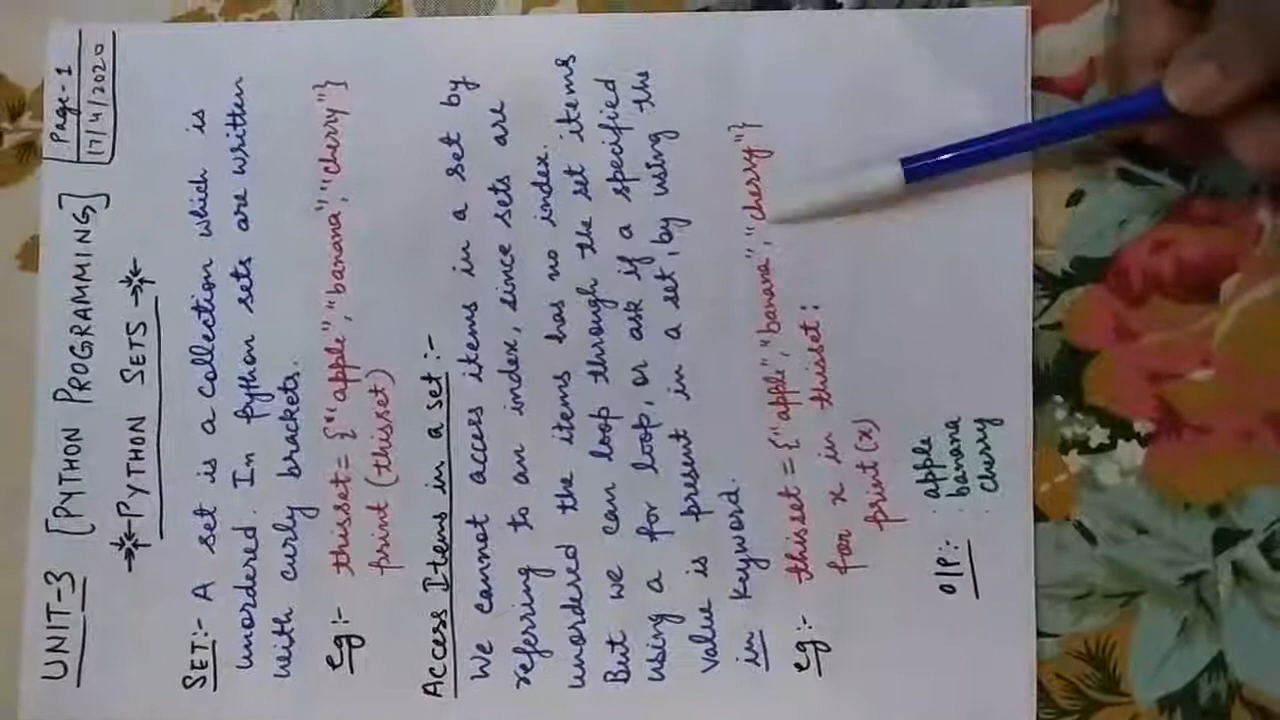 UNIT-3 [PYTHON PROGRAMMING]
Page-1
17/4/2020
PYTHON SETS
SET:- A set is a collection which is
unordered. In Python sets are written
with curly brackets.
eg:- thisset = {"apple", "banana", "cherry"}
print (thisset)
Access Items in a set:-
We cannot access items in a set by
referring to an index, since sets are
unordered the items has no index.
But we can loop through the set items
using a for loop, or ask if a specified
value is present in a set, by using the
in keyword.
eg:- thisset = {"apple", "banana", "cherry"}
for x in thisset:
print(x)
O/P:- apple
banana
cherry